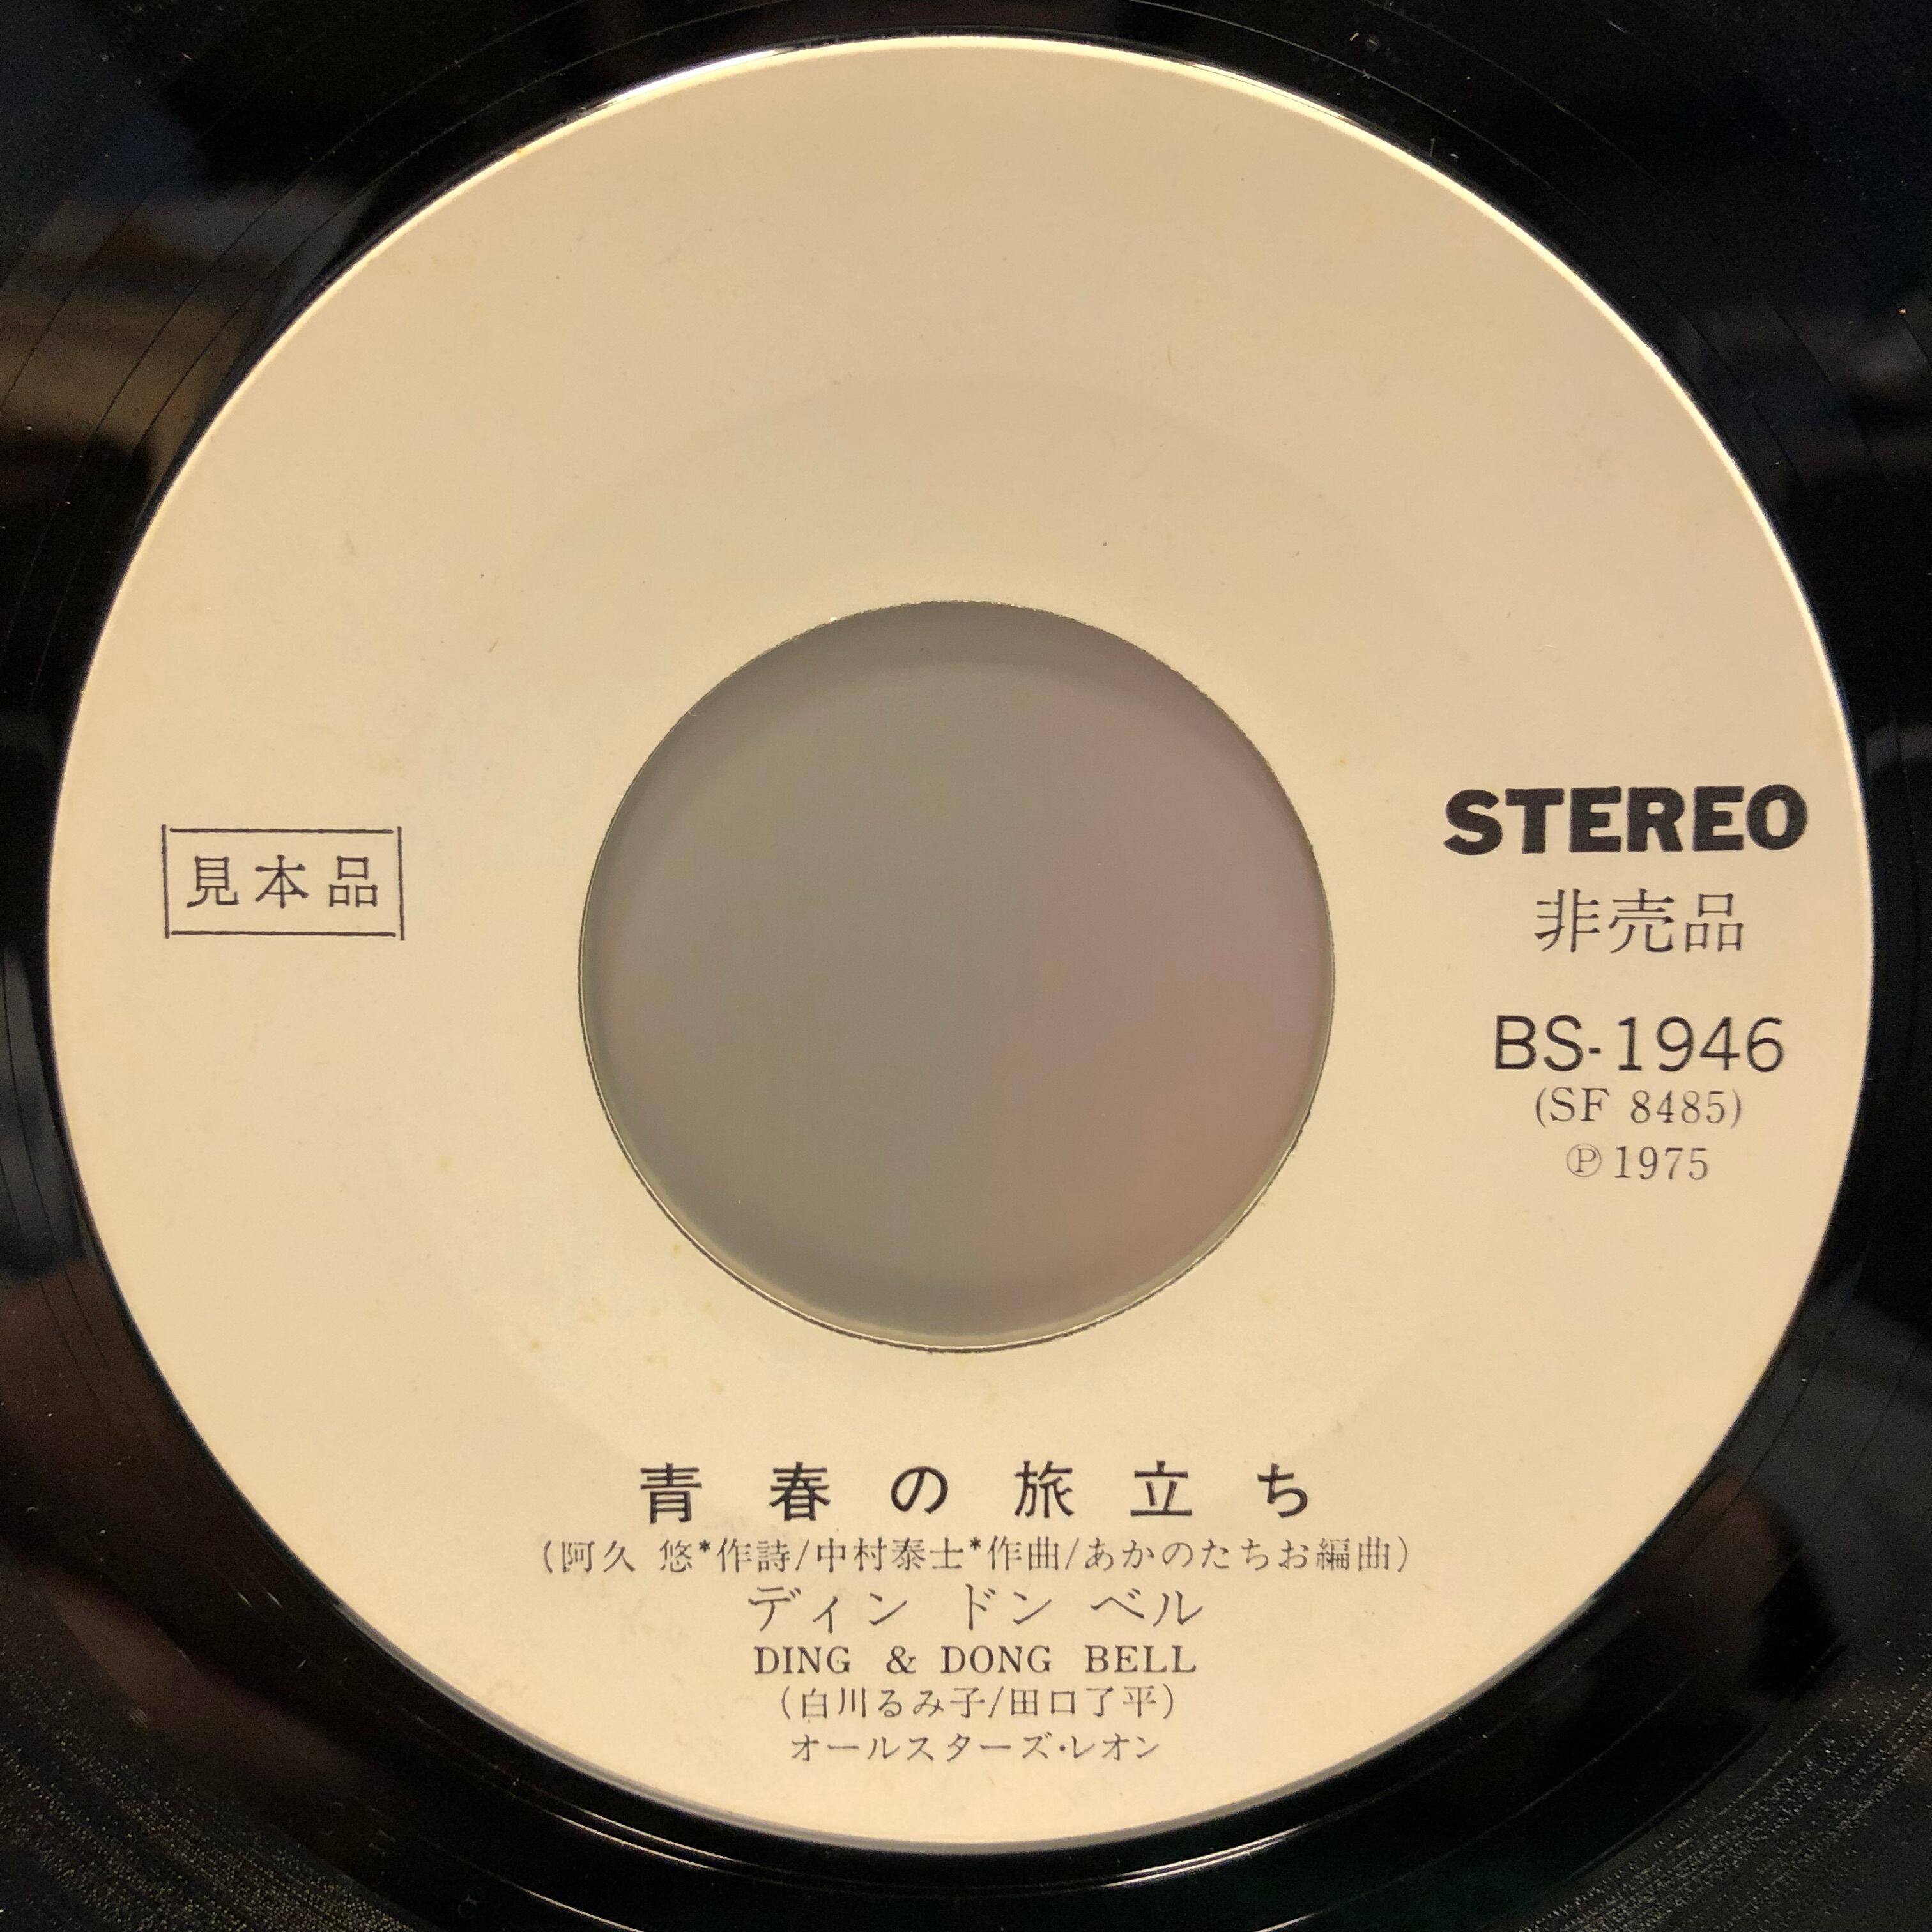 見本品
STEREO
非売品
BS-1946
(SF 8485)
Ⓟ1975
青春の旅立ち
(阿久 悠*作詩/中村泰士*作曲/あかのたちお編曲)
ディン ドン ベル
DING & DONG BELL
(白川るみ子/田口了平)
オールスターズ・レオン